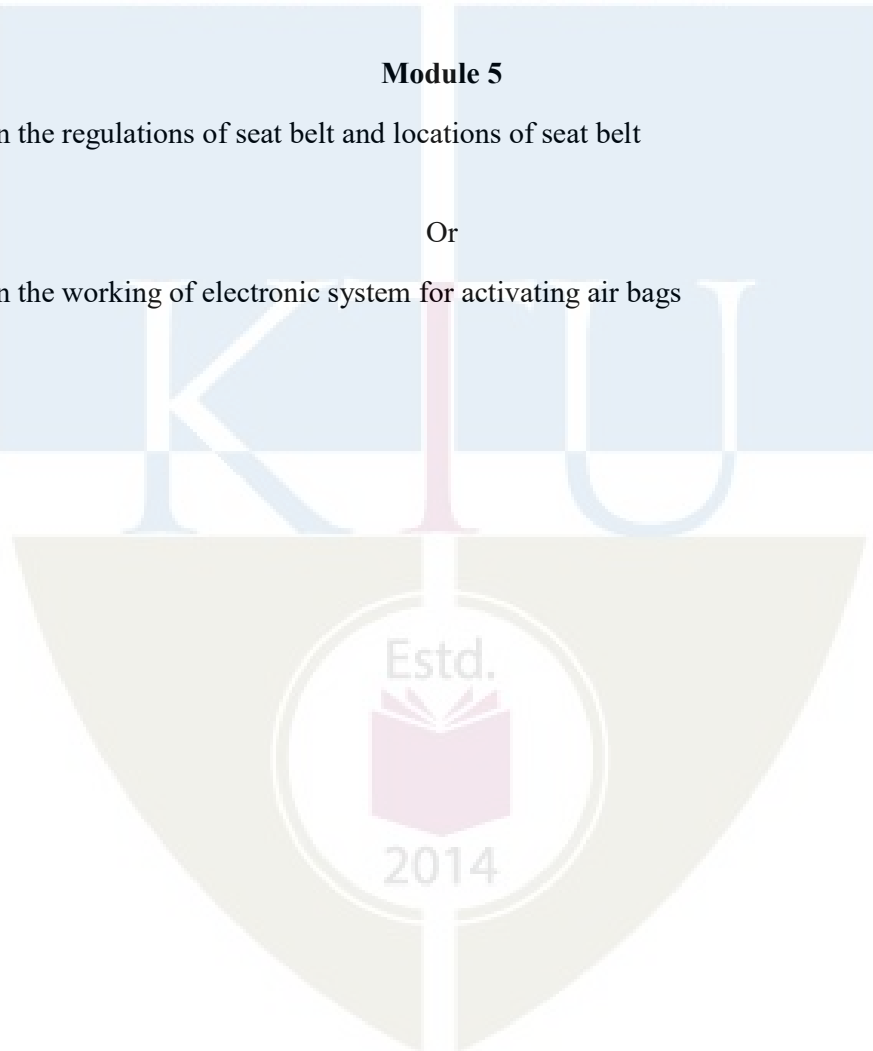 Module 5
n the regulations of seat belt and locations of seat belt
Or
n the working of electronic system for activating air bags
KTU
Estd.
2014